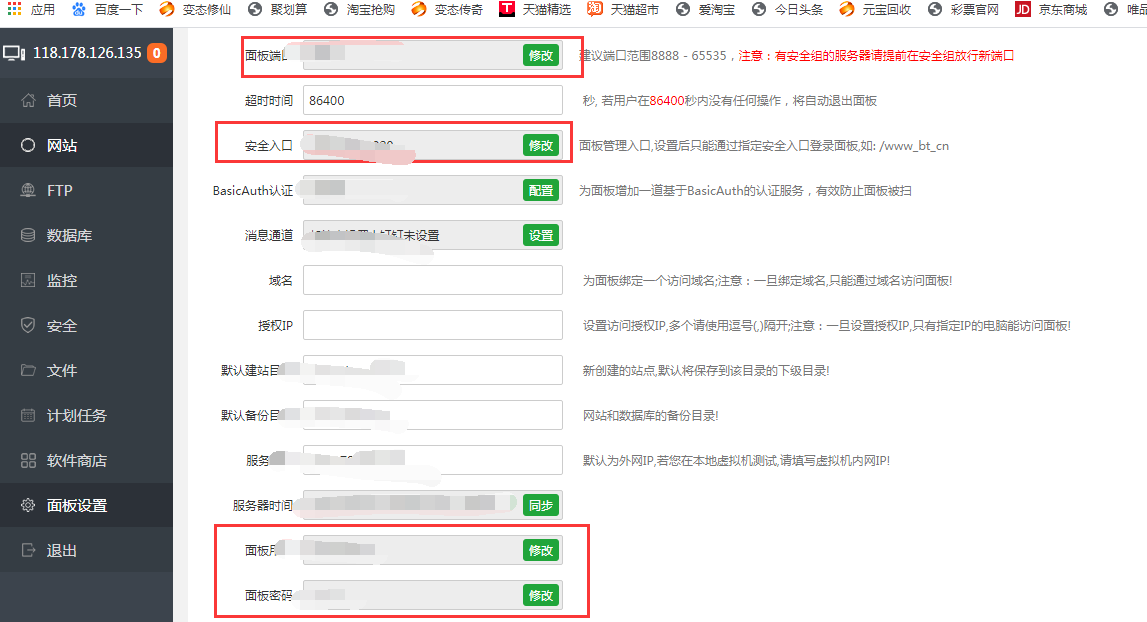 应用 百度一下 变态修仙 聚划算 淘宝抢购 变态传奇 天猫精选 天猫超市 爱淘宝 今日头条 元宝回收 彩票官网 JD 京东商城 唯品
118.178.126.135 0
首页
网站
FTP
数据库
监控
安全
文件
计划任务
软件商店
面板设置
退出
面板端口 修改 建议端口范围8888 - 65535，注意：有安全组的服务器请提前在安全组放行新端口
超时时间 86400 秒, 若用户在86400秒内没有任何操作，将自动退出面板
安全入口 修改 面板管理入口,设置后只能通过指定安全入口登录面板,如: /www_bt_cn
BasicAuth认证 配置 为面板增加一道基于BasicAuth的认证服务，有效防止面板被扫
消息通道 未设置 设置
域名 为面板绑定一个访问域名;注意：一旦绑定域名,只能通过域名访问面板!
授权IP 设置访问授权IP,多个请使用逗号(,)隔开;注意：一旦设置授权IP,只有指定IP的电脑能访问面板!
默认建站目 新创建的站点,默认将保存到该目录的下级目录!
默认备份目 网站和数据库的备份目录!
服务 默认为外网IP,若您在本地虚拟机测试,请填写虚拟机内网IP!
服务器时间 同步
面板 修改
面板密码 修改